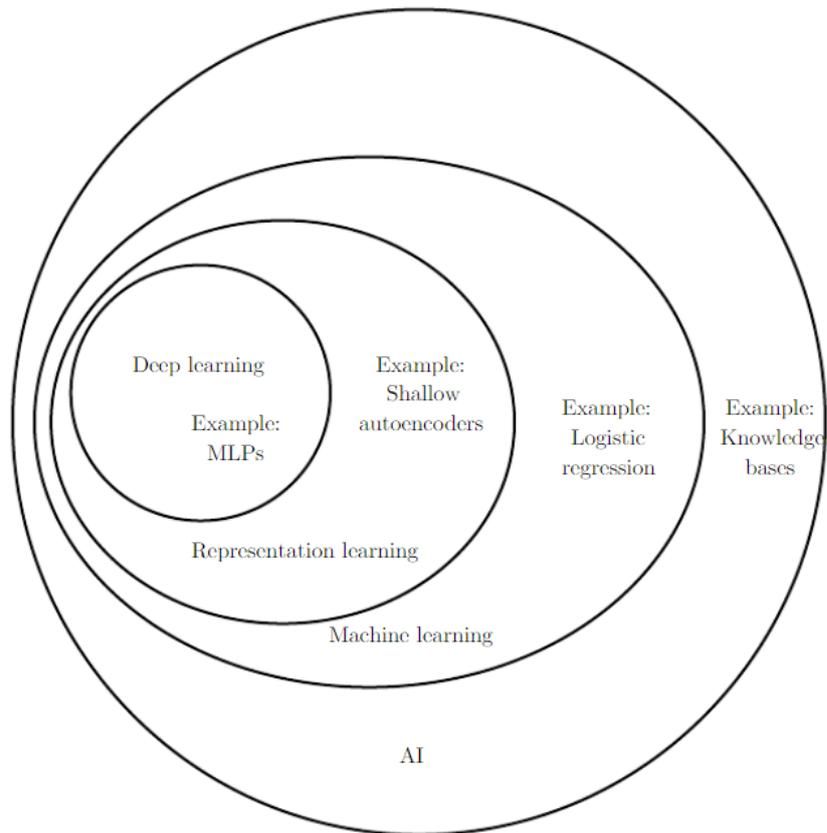 Deep learning
Example:
MLPs
Example:
Shallow
autoencoders
Example:
Logistic
regression
Example:
Knowledge
bases
Representation learning
Machine learning
AI